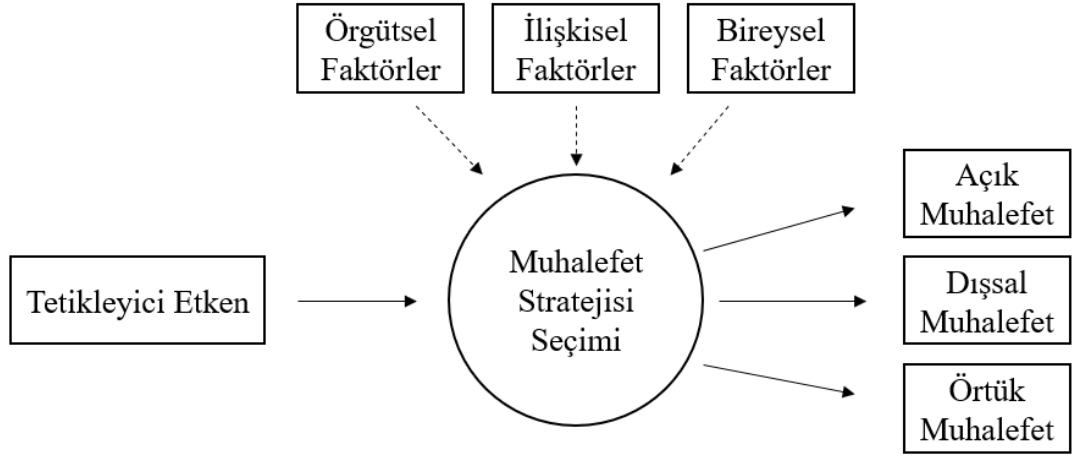 Örgütsel
Faktörler
İlişkisel
Faktörler
Bireysel
Faktörler
Tetikleyici Etken
Muhalefet
Stratejisi
Seçimi
Açık
Muhalefet
Dışsal
Muhalefet
Örtük
Muhalefet